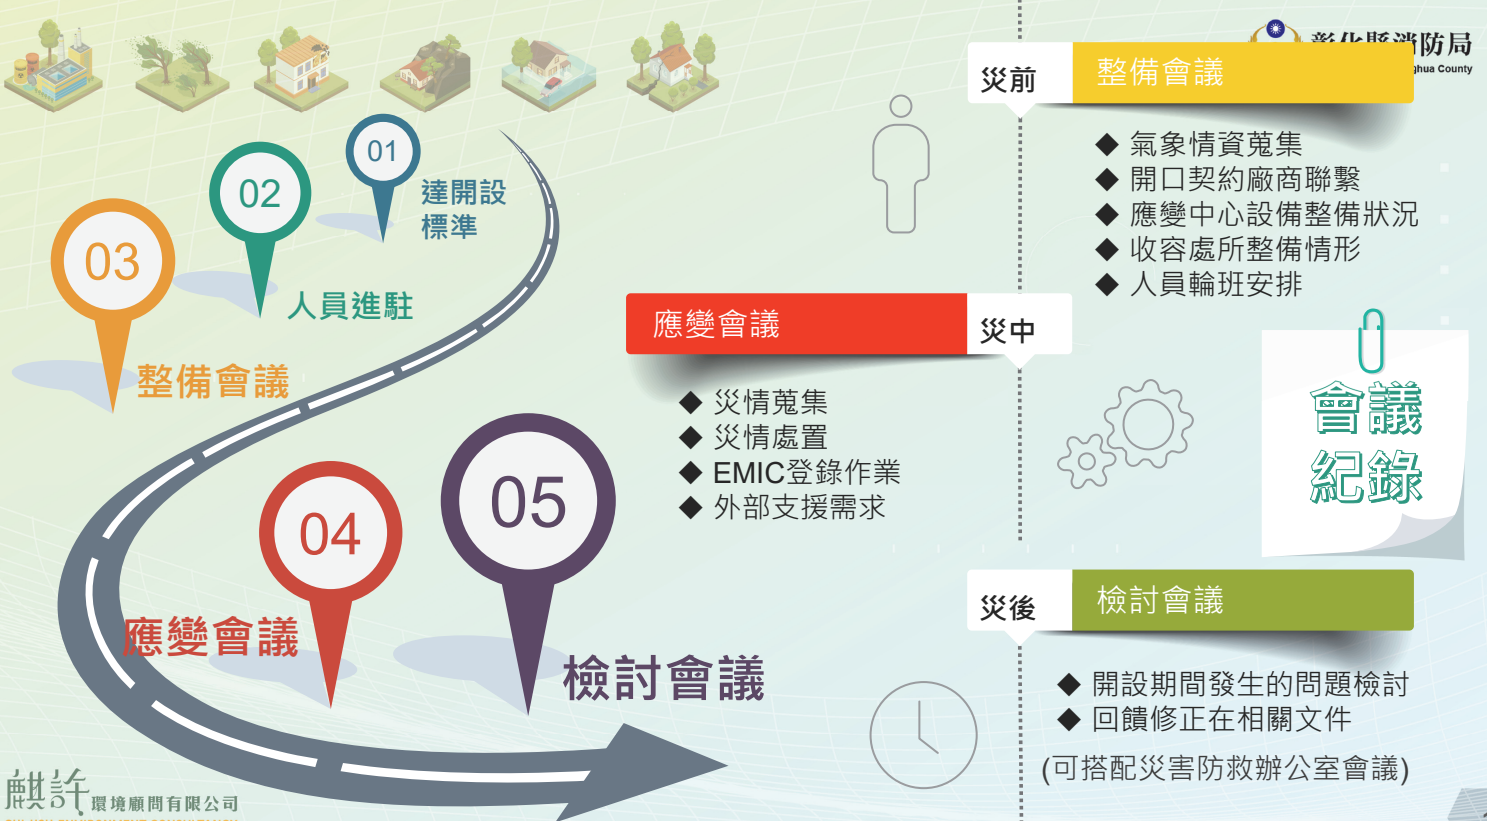 01
達開設
標準
02
人員進駐
03
整備會議
04
應變會議
05
檢討會議
彰化縣消防局
ghua County
災前
整備會議
◆ 氣象情資蒐集
◆ 開口契約廠商聯繫
◆ 應變中心設備整備狀況
◆ 收容處所整備情形
◆ 人員輪班安排
應變會議
災中
◆ 災情蒐集
◆ 災情處置
◆ EMIC登錄作業
◆ 外部支援需求
會議
紀錄
災後
檢討會議
◆ 開設期間發生的問題檢討
◆ 回饋修正在相關文件
(可搭配災害防救辦公室會議)
麒許 環境顧問有限公司